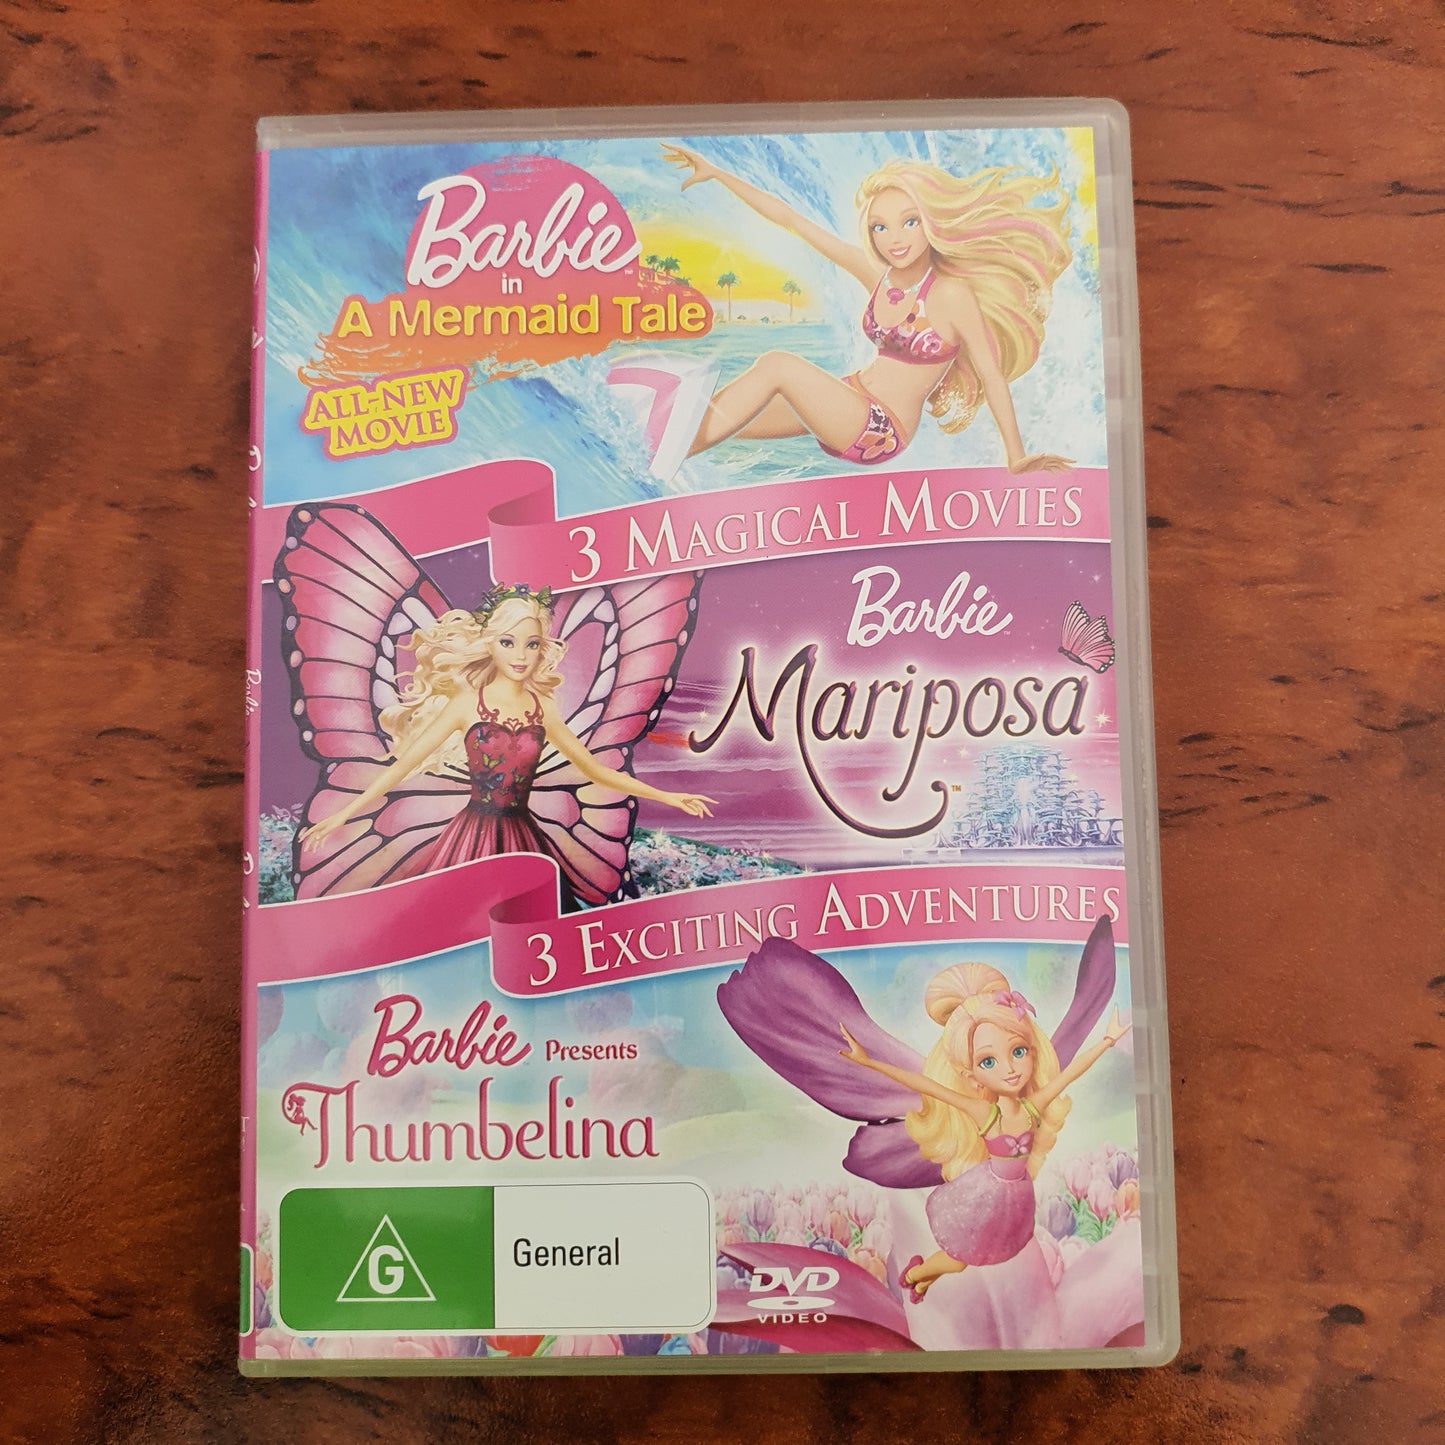 Barbie
in
A Mermaid Tale
ALL-NEW
MOVIE
3 MAGICAL MOVIES
Barbie
Mariposa
3 EXCITING ADVENTURES
Barbie Presents
Thumbelina
G General
DVD
VIDEO